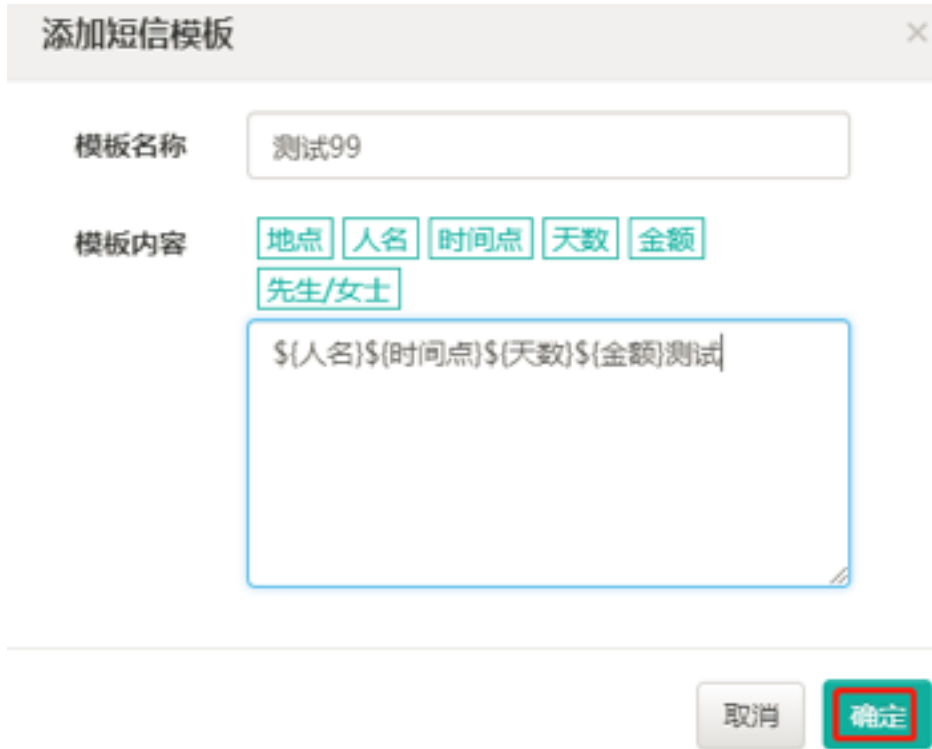 添加短信模板 ×
模板名称 测试99
模板内容 地点 人名 时间点 天数 金额
先生/女士
${人名}${时间点}${天数}${金额}测试
取消 确定